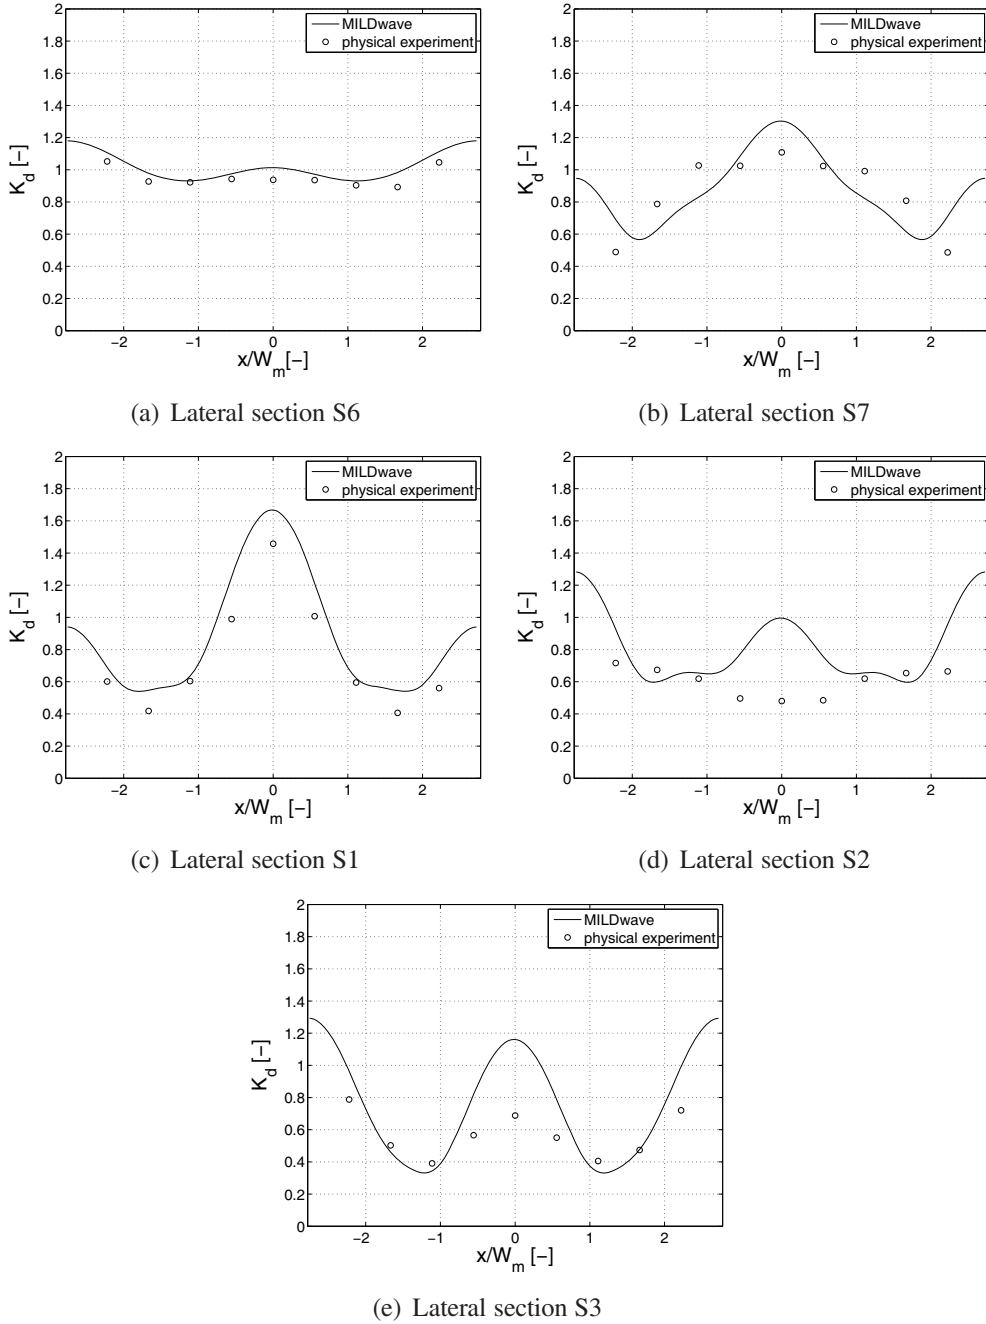 2
1.8
1.6
1.4
1.2
1
0.8
0.6
0.4
0.2
0
K_d [−]
MILDwave
physical experiment
−2 −1 0 1 2
x/W_m[−]
(a) Lateral section S6
2
1.8
1.6
1.4
1.2
1
0.8
0.6
0.4
0.2
0
K_d [−]
MILDwave
physical experiment
−2 −1 0 1 2
x/W_m [−]
(b) Lateral section S7
2
1.8
1.6
1.4
1.2
1
0.8
0.6
0.4
0.2
0
K_d [−]
MILDwave
physical experiment
−2 −1 0 1 2
x/W_m [−]
(c) Lateral section S1
2
1.8
1.6
1.4
1.2
1
0.8
0.6
0.4
0.2
0
K_d [−]
MILDwave
physical experiment
−2 −1 0 1 2
x/W_m [−]
(d) Lateral section S2
2
1.8
1.6
1.4
1.2
1
0.8
0.6
0.4
0.2
0
K_d [−]
MILDwave
physical experiment
−2 −1 0 1 2
x/W_m [−]
(e) Lateral section S3